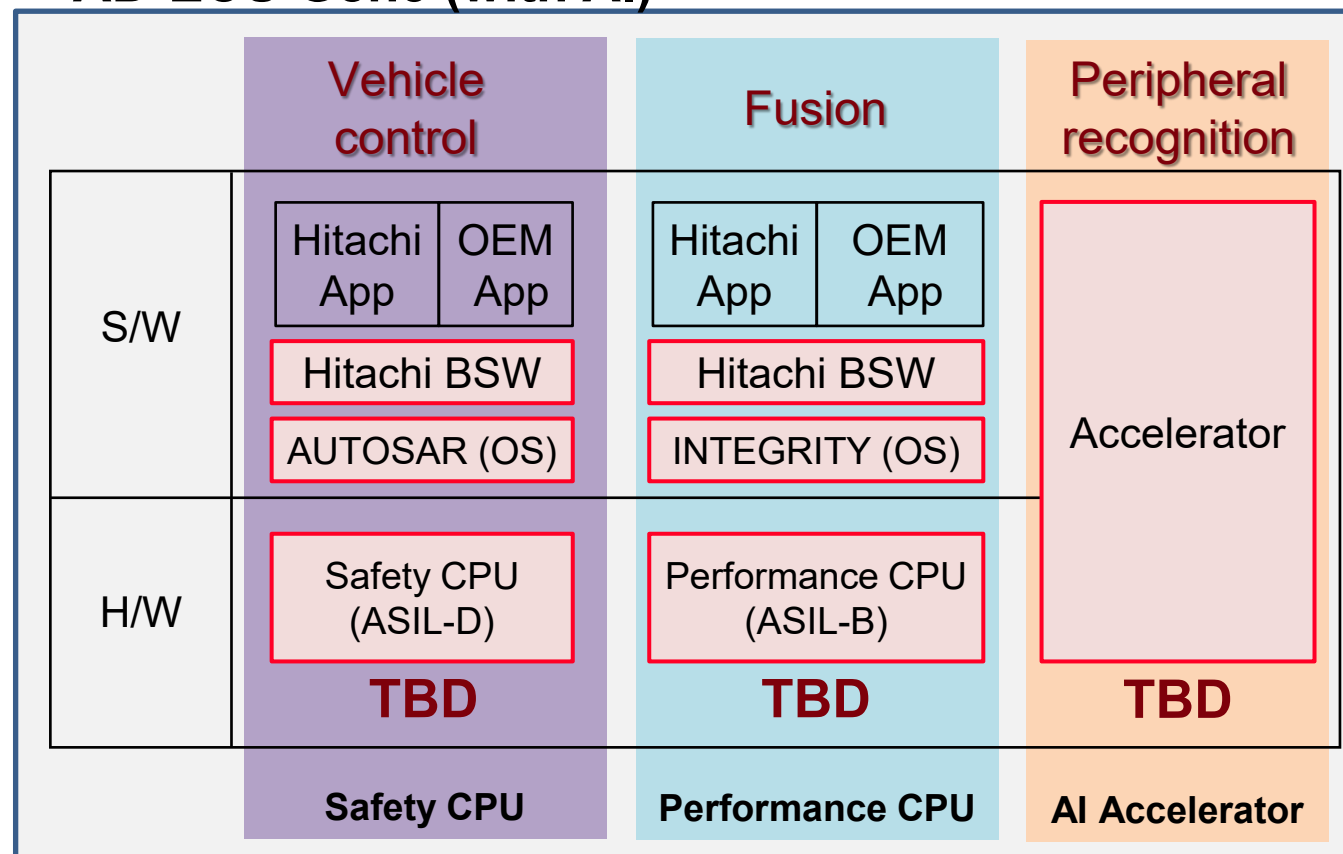 Vehicle
control
Fusion
Peripheral
recognition
S/W
Hitachi
App
OEM
App
Hitachi BSW
AUTOSAR (OS)
Hitachi
App
OEM
App
Hitachi BSW
INTEGRITY (OS)
Accelerator
H/W
Safety CPU
(ASIL-D)
TBD
Performance CPU
(ASIL-B)
TBD
TBD
Safety CPU
Performance CPU
AI Accelerator